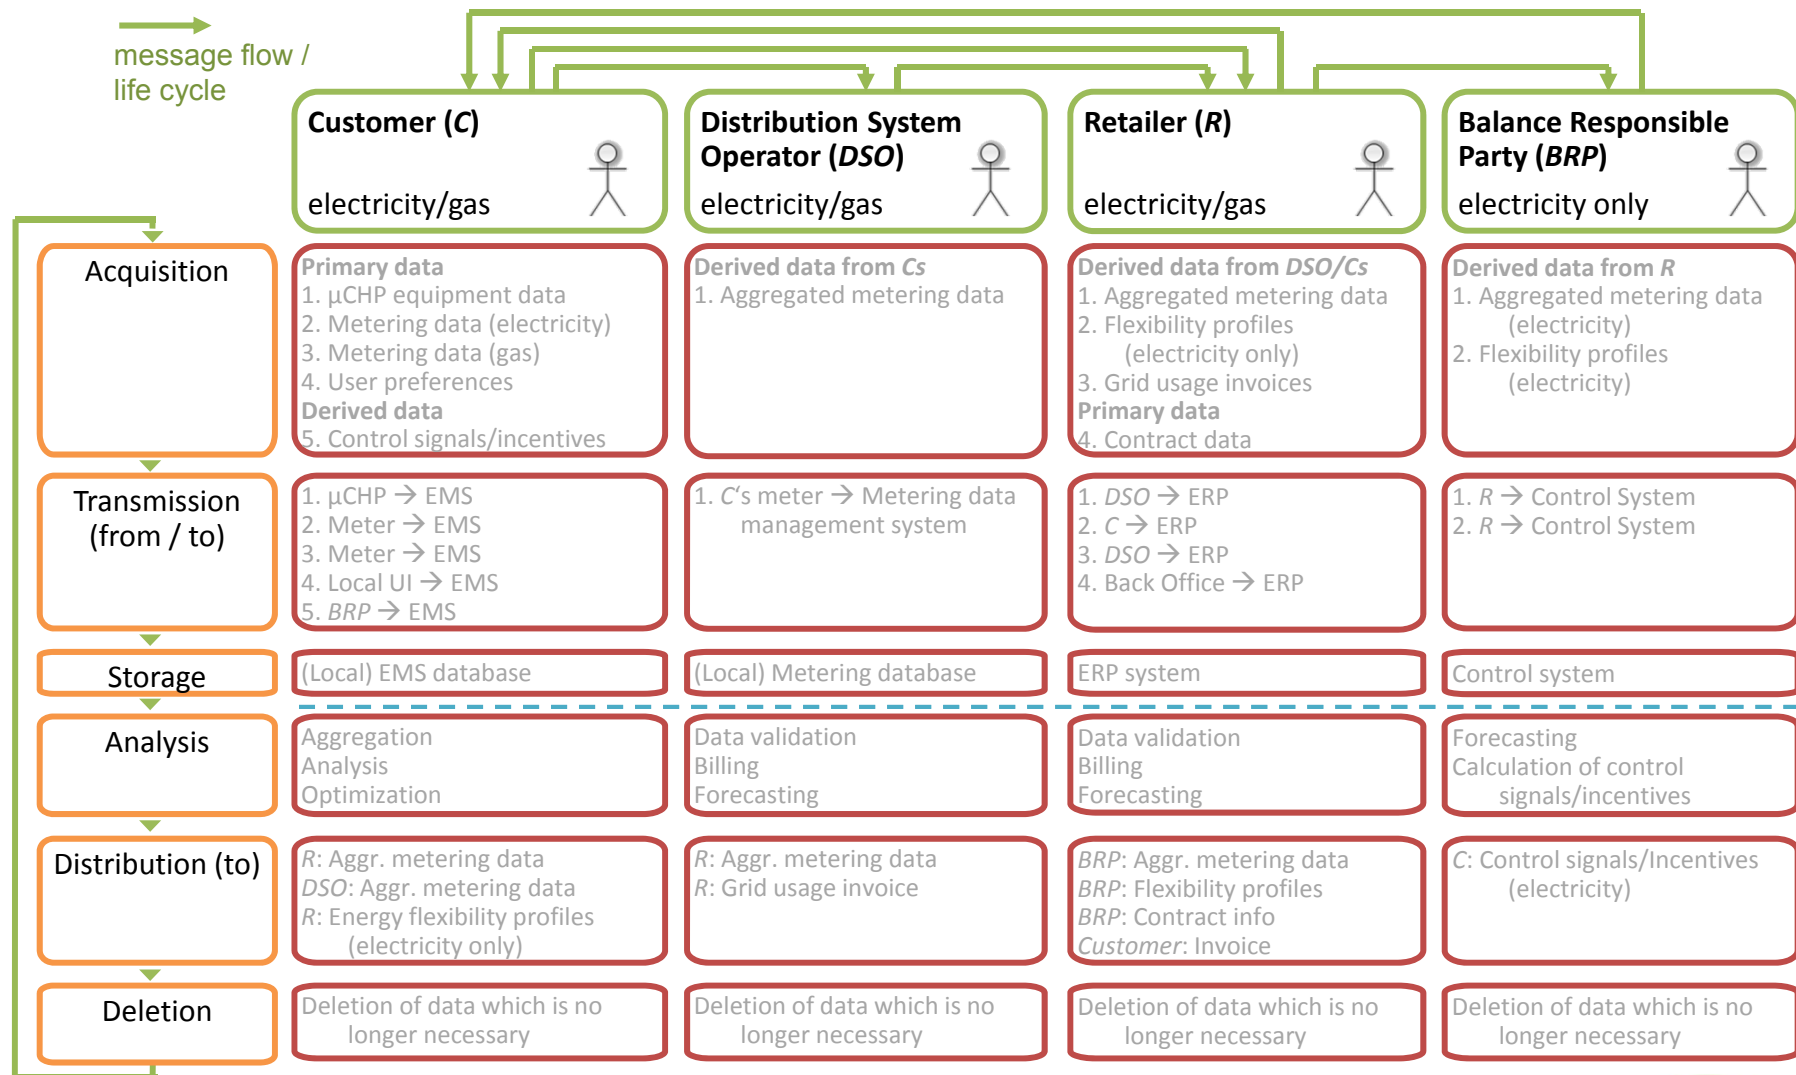 message flow /
life cycle
Customer (C)
electricity/gas
Distribution System
Operator (DSO)
electricity/gas
Retailer (R)
electricity/gas
Balance Responsible
Party (BRP)
electricity only
Acquisition
Primary data
1. μCHP equipment data
2. Metering data (electricity)
3. Metering data (gas)
4. User preferences
Derived data
5. Control signals/incentives
Derived data from Cs
1. Aggregated metering data
Derived data from DSO/Cs
1. Aggregated metering data
2. Flexibility profiles
(electricity only)
3. Grid usage invoices
Primary data
4. Contract data
Derived data from R
1. Aggregated metering data
(electricity)
2. Flexibility profiles
(electricity)
Transmission
(from / to)
1. μCHP → EMS
2. Meter → EMS
3. Meter → EMS
4. Local UI → EMS
5. BRP → EMS
1. C‘s meter → Metering data
management system
1. DSO → ERP
2. C → ERP
3. DSO → ERP
4. Back Office → ERP
1. R → Control System
2. R → Control System
Storage
(Local) EMS database
(Local) Metering database
ERP system
Control system
Analysis
Aggregation
Analysis
Optimization
Data validation
Billing
Forecasting
Data validation
Billing
Forecasting
Forecasting
Calculation of control
signals/incentives
Distribution (to)
R: Aggr. metering data
DSO: Aggr. metering data
R: Energy flexibility profiles
(electricity only)
R: Aggr. metering data
R: Grid usage invoice
BRP: Aggr. metering data
BRP: Flexibility profiles
BRP: Contract info
Customer: Invoice
C: Control signals/Incentives
(electricity)
Deletion
Deletion of data which is no
longer necessary
Deletion of data which is no
longer necessary
Deletion of data which is no
longer necessary
Deletion of data which is no
longer necessary